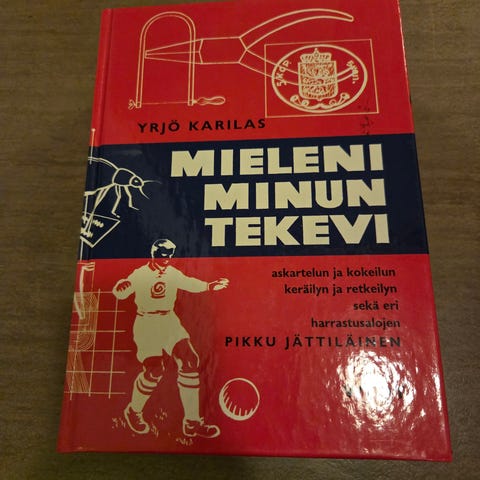 YRJÖ KARILAS
MIELENI
MINUN
TEKEVI
askartelun ja kokeilun
keräilyn ja retkeilyn
sekä eri
harrastusalojen
PIKKU JÄTTILÄINEN